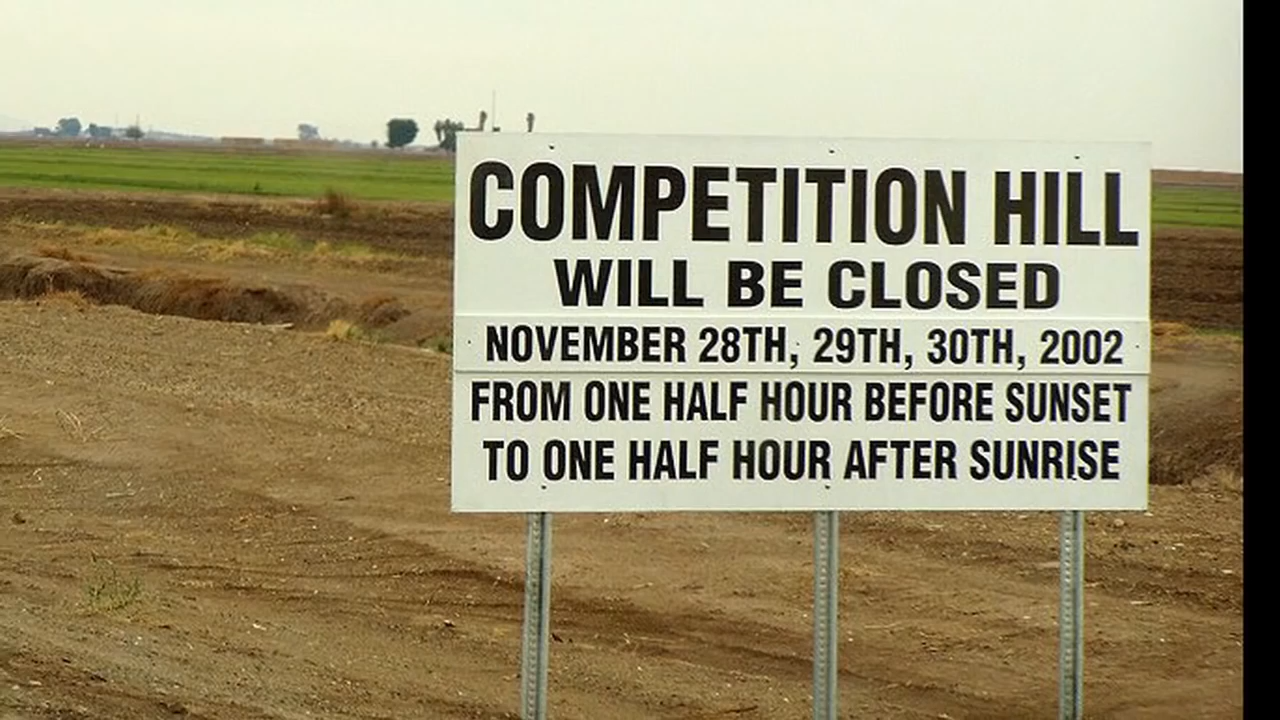 COMPETITION HILL
WILL BE CLOSED
NOVEMBER 28TH, 29TH, 30TH, 2002
FROM ONE HALF HOUR BEFORE SUNSET
TO ONE HALF HOUR AFTER SUNRISE